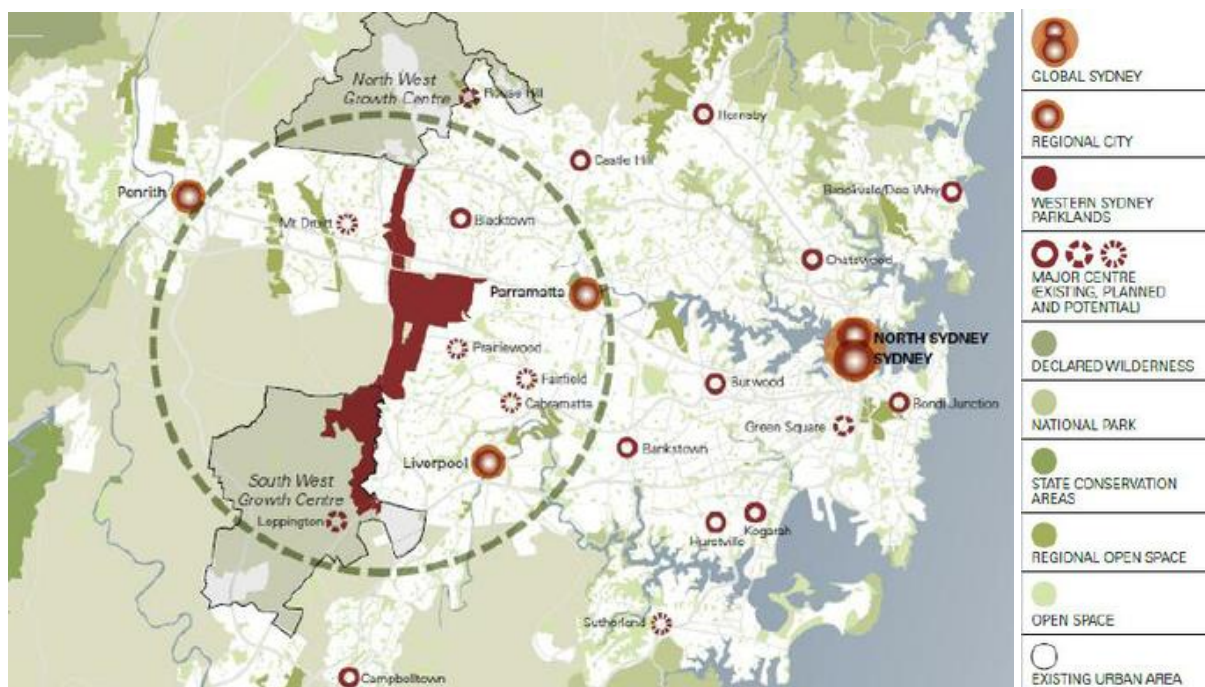 North West
Growth Centre
Rouse Hill
Hornsby
Castle Hill
Penrith
Brookvale/Dee Why
Mt Druitt
Blacktown
Chatswood
Parramatta
NORTH SYDNEY
SYDNEY
Prairiewood
Fairfield
Burwood
Cabramatta
Bondi Junction
Green Square
Bankstown
Liverpool
South West
Growth Centre
Leppington
Kogarah
Hurstville
Sutherland
Campbelltown
GLOBAL SYDNEY
REGIONAL CITY
WESTERN SYDNEY
PARKLANDS
MAJOR CENTRE
(EXISTING, PLANNED
AND POTENTIAL)
DECLARED WILDERNESS
NATIONAL PARK
STATE CONSERVATION
AREAS
REGIONAL OPEN SPACE
OPEN SPACE
EXISTING URBAN AREA